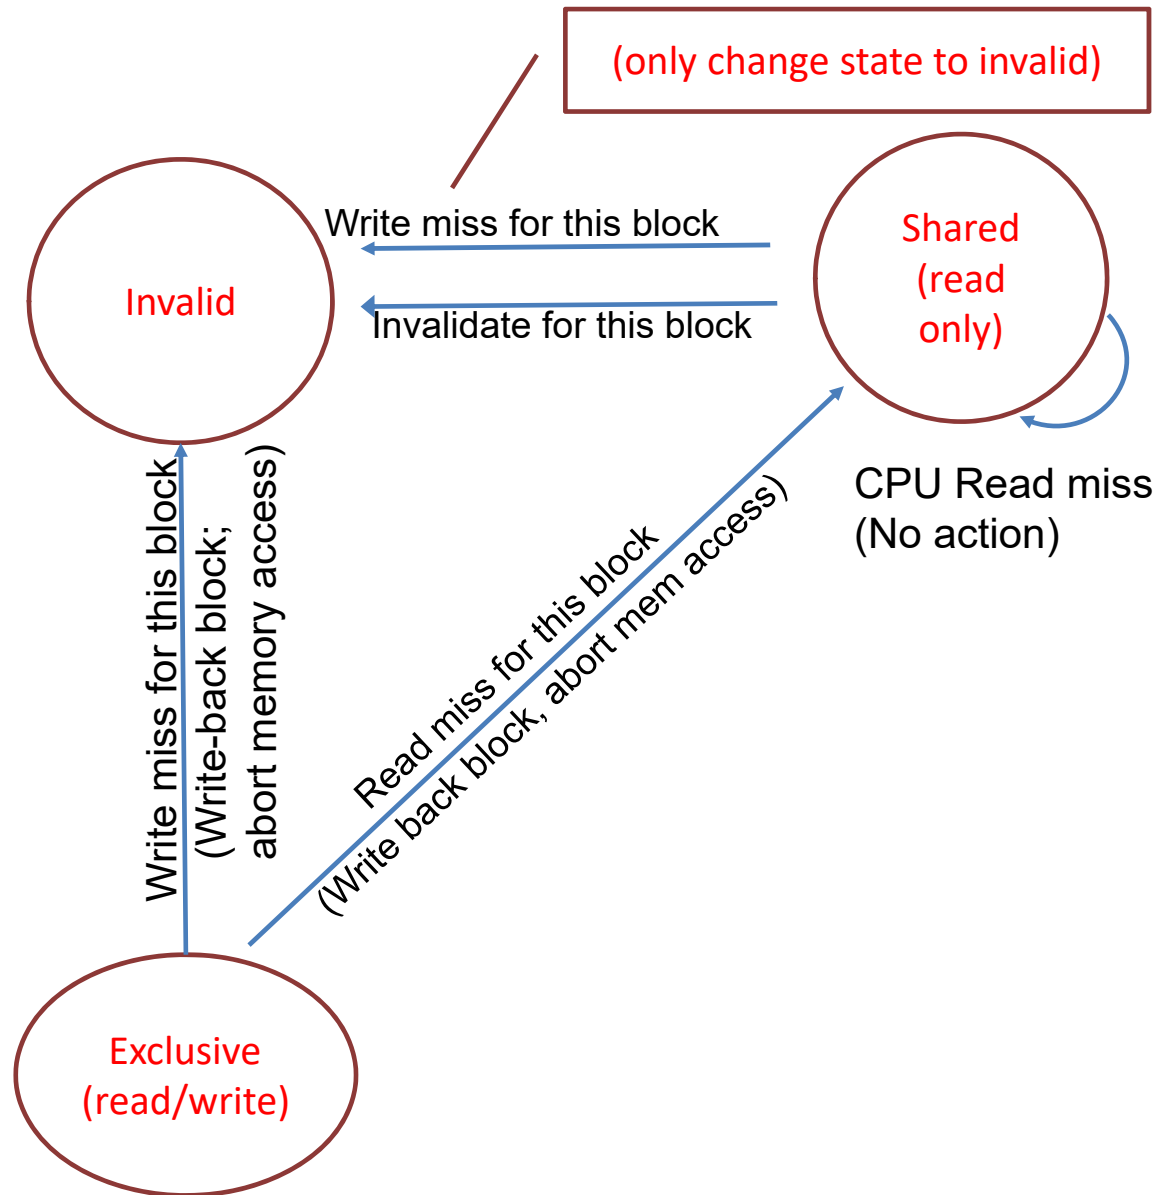 (only change state to invalid)
Write miss for this block
Shared
(read
only)
Invalid
Invalidate for this block
CPU Read miss
(No action)
Write miss for this block
(Write-back block;
abort memory access)
Read miss for this block
(Write back block, abort mem access)
Exclusive
(read/write)